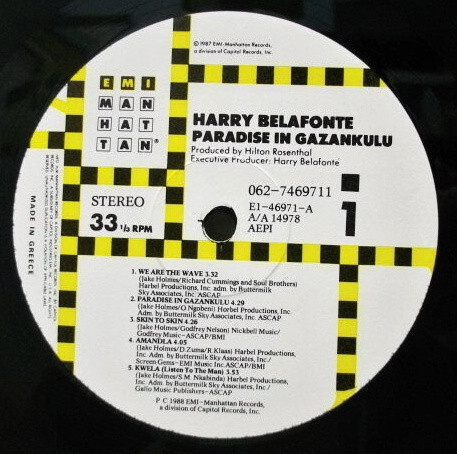 © 1987 EMI-Manhattan Records,
a division of Capitol Records, Inc.
EMI
MAN
HAT
TAN®
HARRY BELAFONTE
PARADISE IN GAZANKULU
Produced by Hilton Rosenthal
Executive Producer: Harry Belafonte
STEREO
33 1/3 RPM
062-7469711
E1-46971-A
A/A 14978
AEPI
1
MADE IN GREECE
1. WE ARE THE WAVE 3.32
(Jake Holmes/Richard Cummings and Soul Brothers)
Harbel Productions, Inc. adm. by Buttermilk
Sky Associates, Inc. ASCAP
2. PARADISE IN GAZANKULU 4.29
(Jake Holmes/O.Ngobeni) Harbel Productions,
Inc. adm. by Buttermilk Sky Associates, Inc./ASCAP
3. SKIN TO SKIN 4.26
(Jake Holmes/Godfrey Nelson) Nickbell Music/
Godfrey Music-ASCAP/BMI
4. AMANDLA 4.05
(Jake Holmes/D.Zuma/R.Klaas) Harbel Productions,
Inc. Adm. by Buttermilk Sky Associates, Inc./
Screen Gems-EMI Music Inc. ASCAP/BMI
5. KWELA (Listen To The Man) 3.53
(Jake Holmes/S.M. Nkabinda) Harbel Productions,
Inc. Adm. by Buttermilk Sky Associates, Inc./
Gallo Music Publishers-ASCAP
P C 1988 EMI-Manhattan Records,
a division of Capitol Records, Inc.